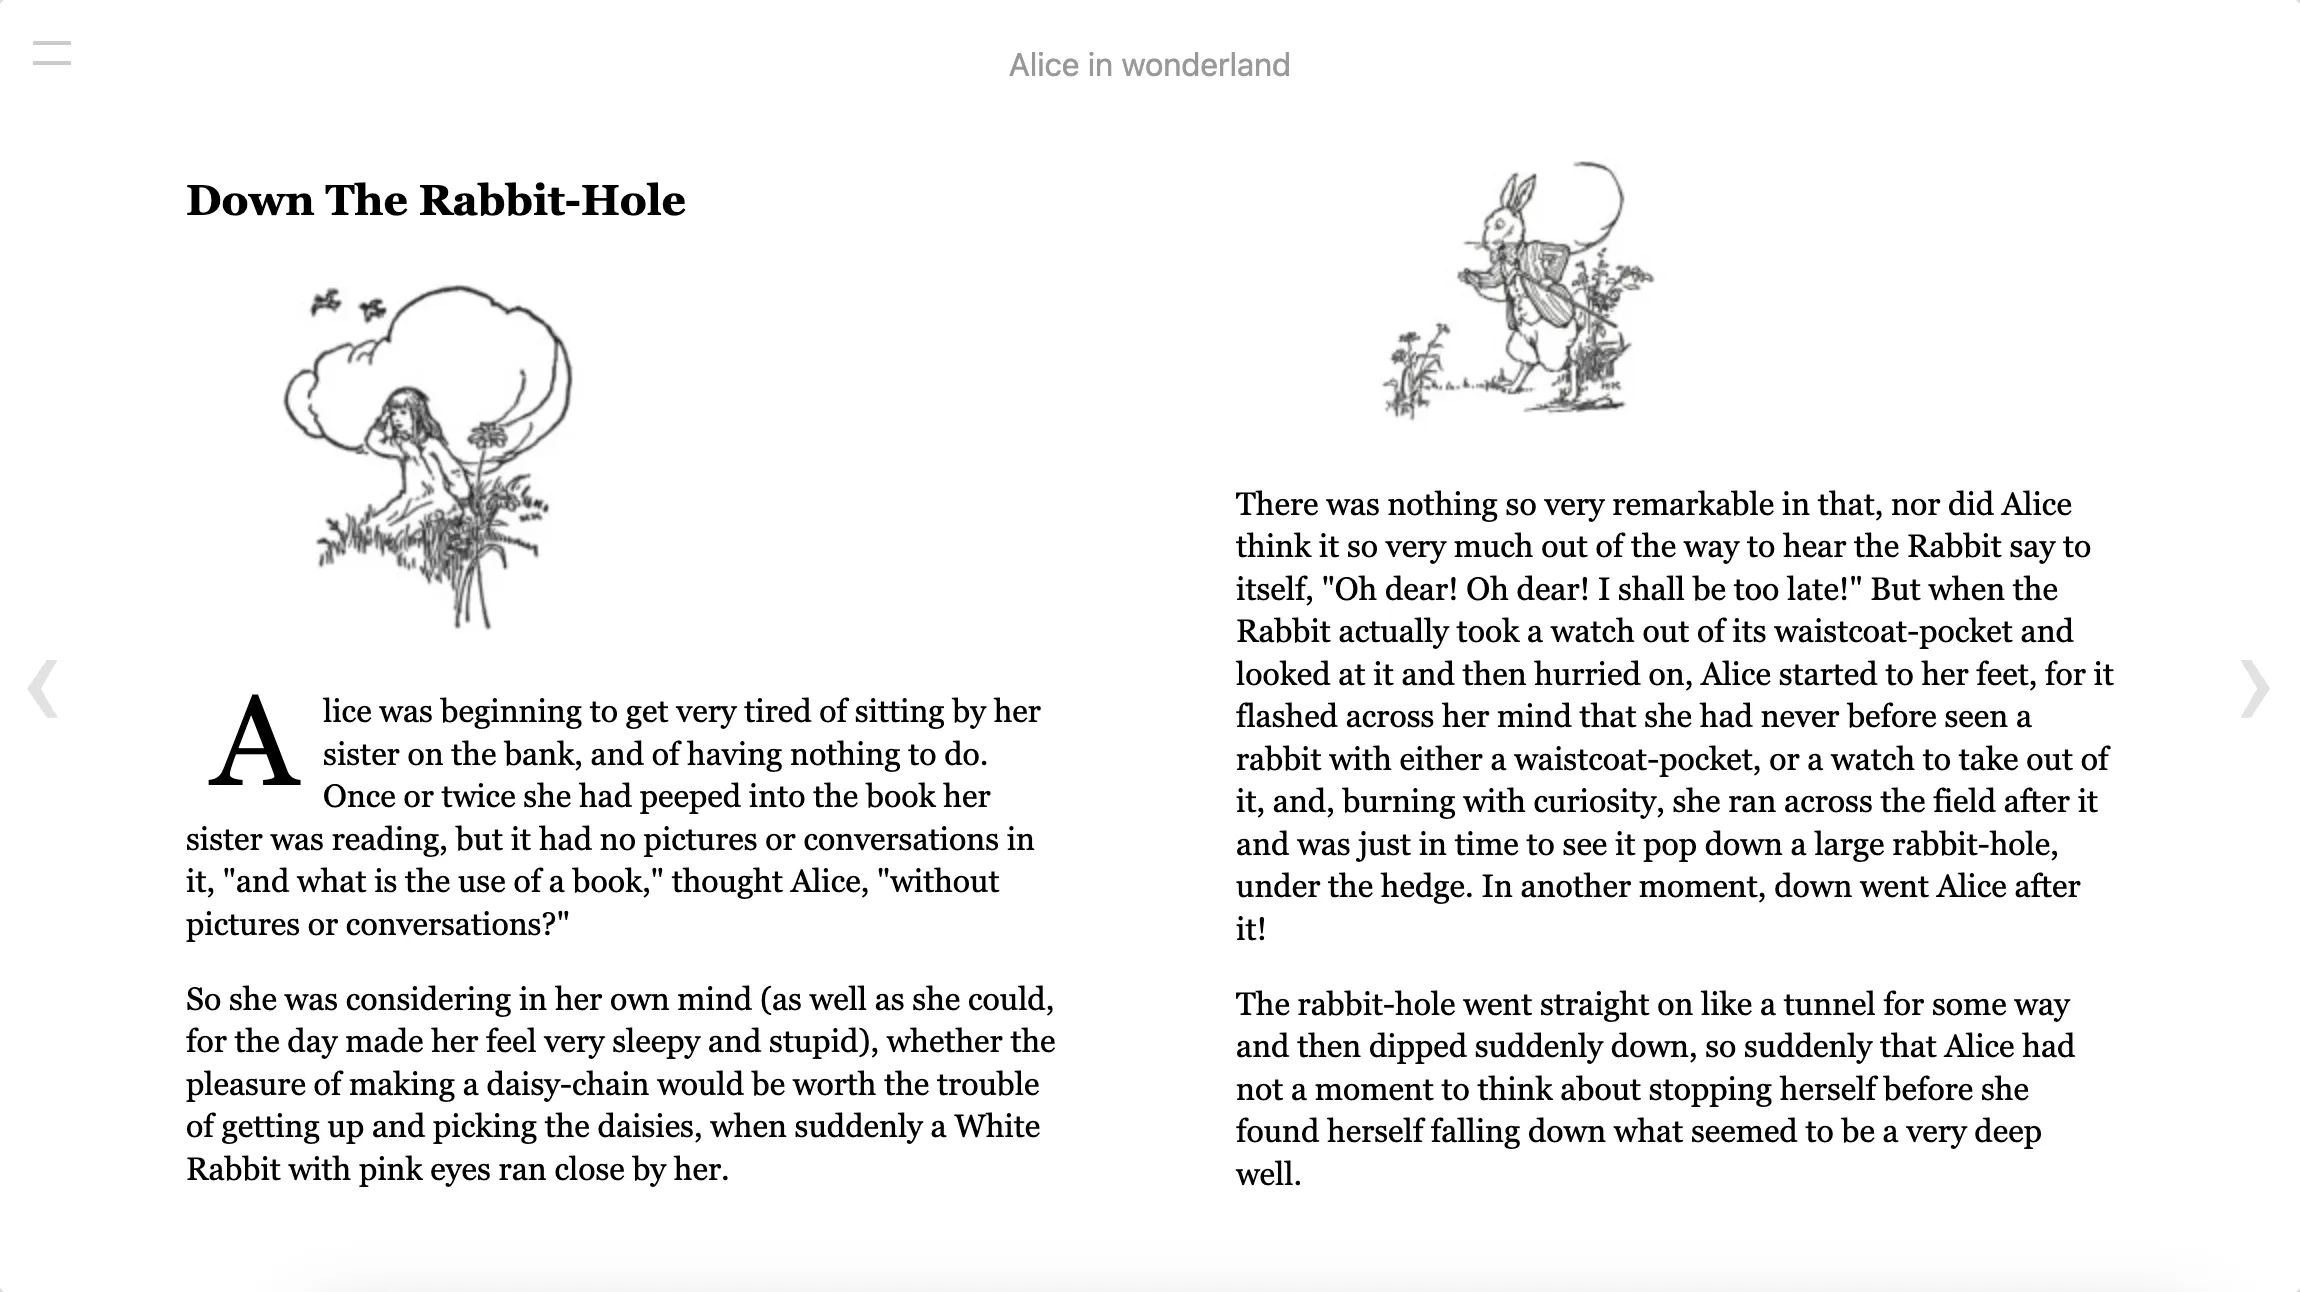 Alice in wonderland
Down The Rabbit-Hole
Alice was beginning to get very tired of sitting by her
sister on the bank, and of having nothing to do.
Once or twice she had peeped into the book her
sister was reading, but it had no pictures or conversations in
it, "and what is the use of a book," thought Alice, "without
pictures or conversations?"
So she was considering in her own mind (as well as she could,
for the day made her feel very sleepy and stupid), whether the
pleasure of making a daisy-chain would be worth the trouble
of getting up and picking the daisies, when suddenly a White
Rabbit with pink eyes ran close by her.
There was nothing so very remarkable in that, nor did Alice
think it so very much out of the way to hear the Rabbit say to
itself, "Oh dear! Oh dear! I shall be too late!" But when the
Rabbit actually took a watch out of its waistcoat-pocket and
looked at it and then hurried on, Alice started to her feet, for it
flashed across her mind that she had never before seen a
rabbit with either a waistcoat-pocket, or a watch to take out of
it, and, burning with curiosity, she ran across the field after it
and was just in time to see it pop down a large rabbit-hole,
under the hedge. In another moment, down went Alice after
it!
The rabbit-hole went straight on like a tunnel for some way
and then dipped suddenly down, so suddenly that Alice had
not a moment to think about stopping herself before she
found herself falling down what seemed to be a very deep
well.